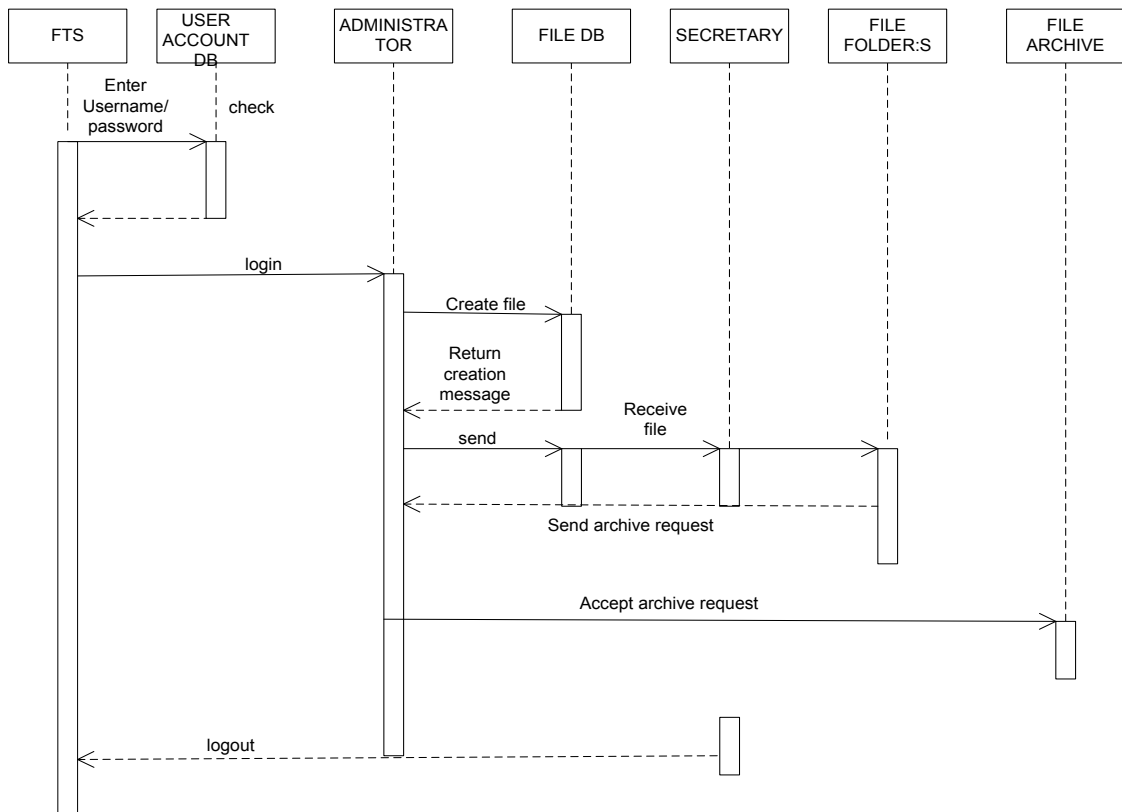 FTS
USER
ACCOUNT
DB
ADMINISTRA
TOR
FILE DB
SECRETARY
FILE
FOLDER:S
FILE
ARCHIVE
Enter
Username/
password
check
login
Create file
Return
creation
message
send
Receive
file
Send archive request
Accept archive request
logout